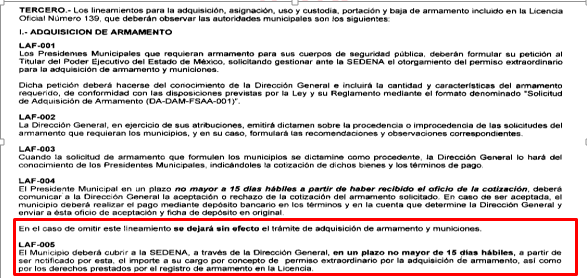 TERCERO.- Los lineamientos para la adquisición, asignación, uso y custodia, portación y baja de armamento incluido en la Licencia
Oficial Número 139, que deberán observar las autoridades municipales son los siguientes:
I.- ADQUISICION DE ARMAMENTO
LAF-001
Los Presidentes Municipales que requieran armamento para sus cuerpos de seguridad pública, deberán formular su petición al
Titular del Poder Ejecutivo del Estado de México, solicitando gestionar ante la SEDENA el otorgamiento del permiso extraordinario
para la adquisición de armamento y municiones.
Dicha petición deberá hacerse del conocimiento de la Dirección General e incluirá la cantidad y características del armamento
requerido, de conformidad con las disposiciones previstas por la Ley y su Reglamento mediante el formato denominado "Solicitud
de Adquisición de Armamento (DA-DAM-FSAA-001)".
LAF-002
La Dirección General, en ejercicio de sus atribuciones, emitirá dictamen sobre la procedencia o improcedencia de las solicitudes del
armamento que requieran los municipios, y en su caso, formulará las recomendaciones y observaciones correspondientes.
LAF-003
Cuando la solicitud de armamento que formulen los municipios se dictamine como procedente, la Dirección General lo hará del
conocimiento de los Presidentes Municipales, indicándoles la cotización de dichos bienes y los términos de pago.
LAF-004
El Presidente Municipal en un plazo no mayor a 15 días hábiles a partir de haber recibido el oficio de la cotización, deberá
comunicar a la Dirección General la aceptación o rechazo de la cotización del armamento solicitado. En caso de ser aceptada, el
municipio deberá realizar el pago mediante depósito bancario en los términos y en la cuenta que determine la Dirección General y
enviar a ésta oficio de aceptación y ficha de depósito en original.
En el caso de omitir este lineamiento se dejará sin efecto el trámite de adquisición de armamento y municiones.
LAF-005
El Municipio deberá cubrir a la SEDENA, a través de la Dirección General, en un plazo no mayor de 15 días hábiles, a partir de
ser notificado por esta, el importe a su cargo por concepto de permiso extraordinario por la adquisición de armamento, así como
por los derechos prestados por el registro de armamento en la Licencia.